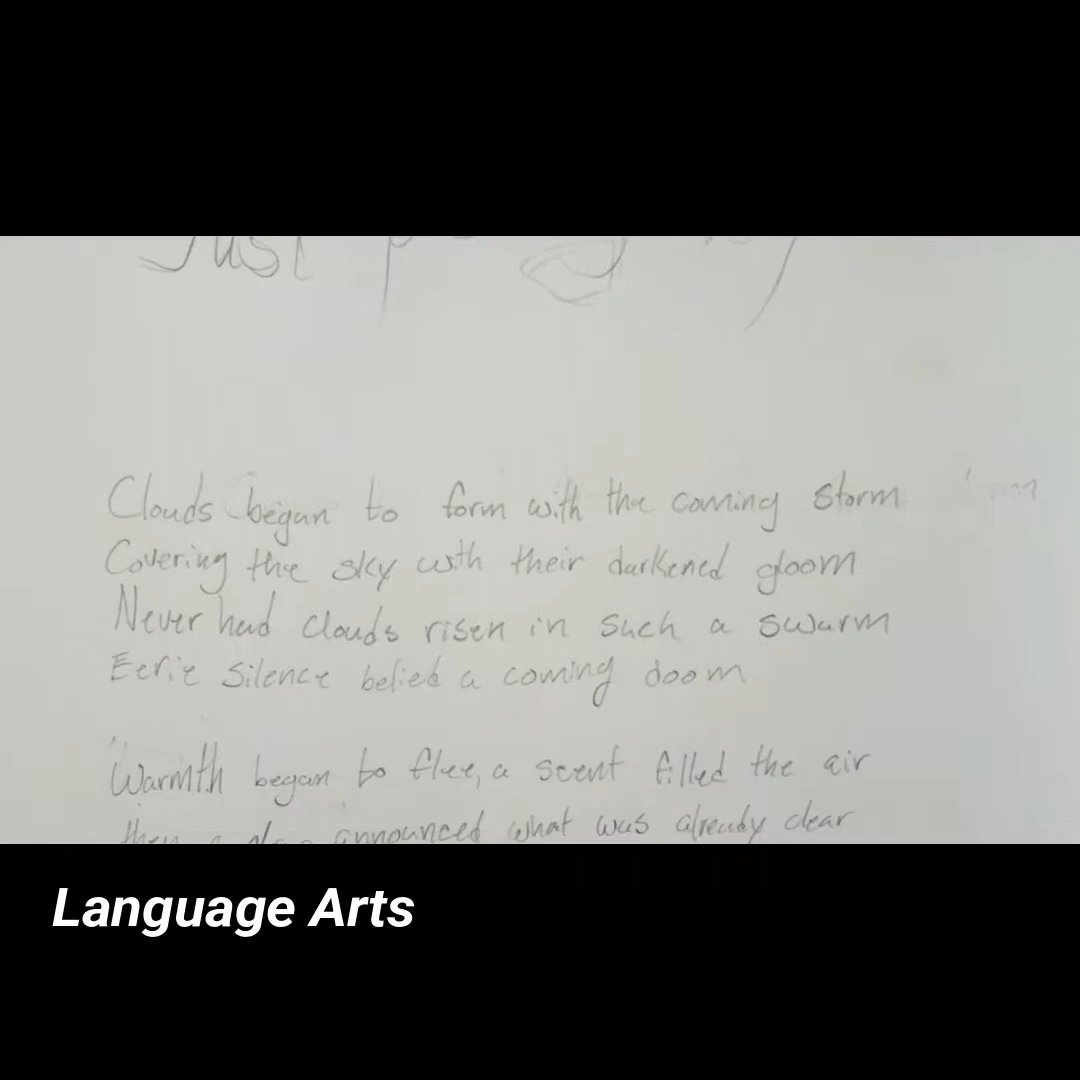 Just
Clouds began to form with the coming storm
Covering the sky with their darkened gloom
Never had clouds risen in such a swarm
Eerie silence belied a coming doom
Warmth began to flee, a scent filled the air
then a announced what was already clear
Language Arts